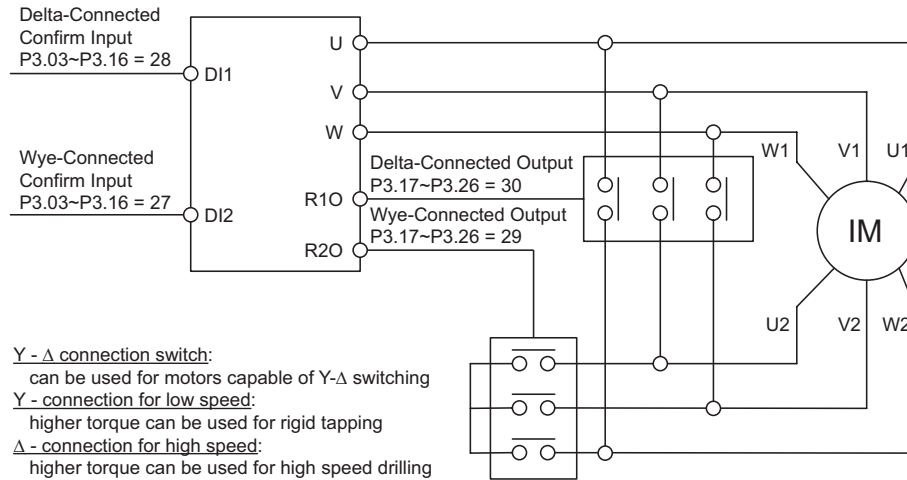 Delta-Connected
Confirm Input
P3.03~P3.16 = 28
DI1
Wye-Connected
Confirm Input
P3.03~P3.16 = 27
DI2
U
V
W
R1O
R2O
Delta-Connected Output
P3.17~P3.26 = 30
Wye-Connected Output
P3.17~P3.26 = 29
W1
V1
U1
IM
U2
V2
W2
Y - Δ connection switch:
can be used for motors capable of Y-Δ switching
Y - connection for low speed:
higher torque can be used for rigid tapping
Δ - connection for high speed:
higher torque can be used for high speed drilling